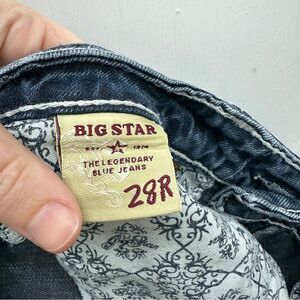 BIG STAR
EST 1974
THE LEGENDARY
BLUE JEANS
28R